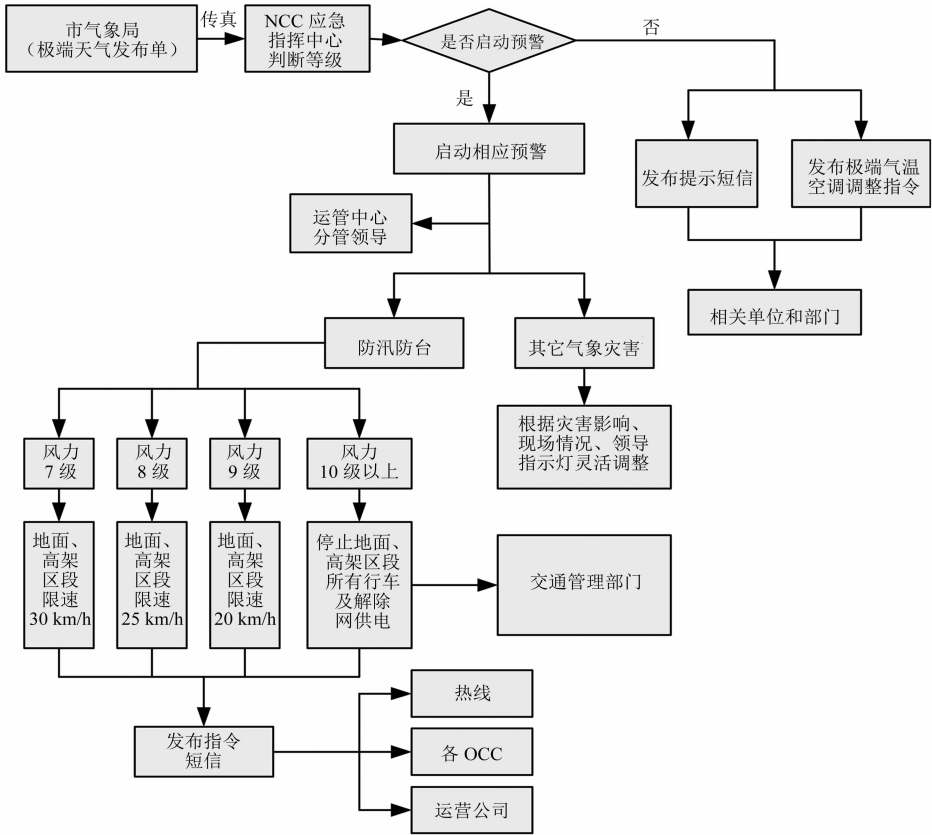 市气象局
（极端天气发布单）
传真
NCC 应急
指挥中心
判断等级
是否启动预警
否
是
启动相应预警
发布提示短信
发布极端气温
空调调整指令
运管中心
分管领导
相关单位和部门
防汛防台
其它气象灾害
根据灾害影响、
现场情况、领导
指示灯灵活调整
风力
7 级
风力
8 级
风力
9 级
风力
10 级以上
地面、
高架
区段
限速
30 km/h
地面、
高架
区段
限速
25 km/h
地面、
高架
区段
限速
20 km/h
停止地面、
高架区段
所有行车
及解除
网供电
交通管理部门
发布指令
短信
热线
各 OCC
运营公司